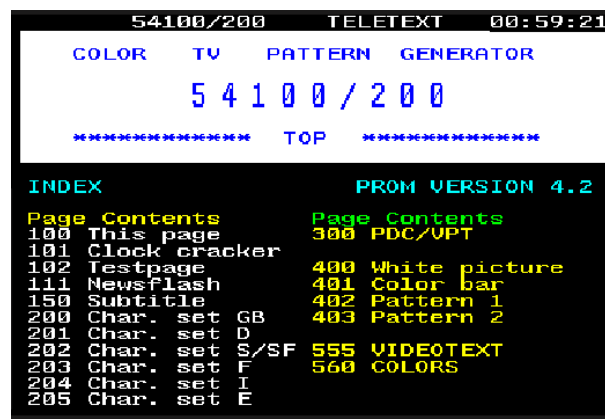 54100/200 TELETEXT 00:59:21
COLOR TV PATTERN GENERATOR
54100/200
************** TOP **************
INDEX PROM VERSION 4.2
Page Contents Page Contents
100 This page 300 PDC/VPT
101 Clock cracker
102 Testpage 400 White picture
111 Newsflash 401 Color bar
150 Subtitle 402 Pattern 1
200 Char. set GB 403 Pattern 2
201 Char. set D
202 Char. set S/SF 555 VIDEOTEXT
203 Char. set F 560 COLORS
204 Char. set I
205 Char. set E